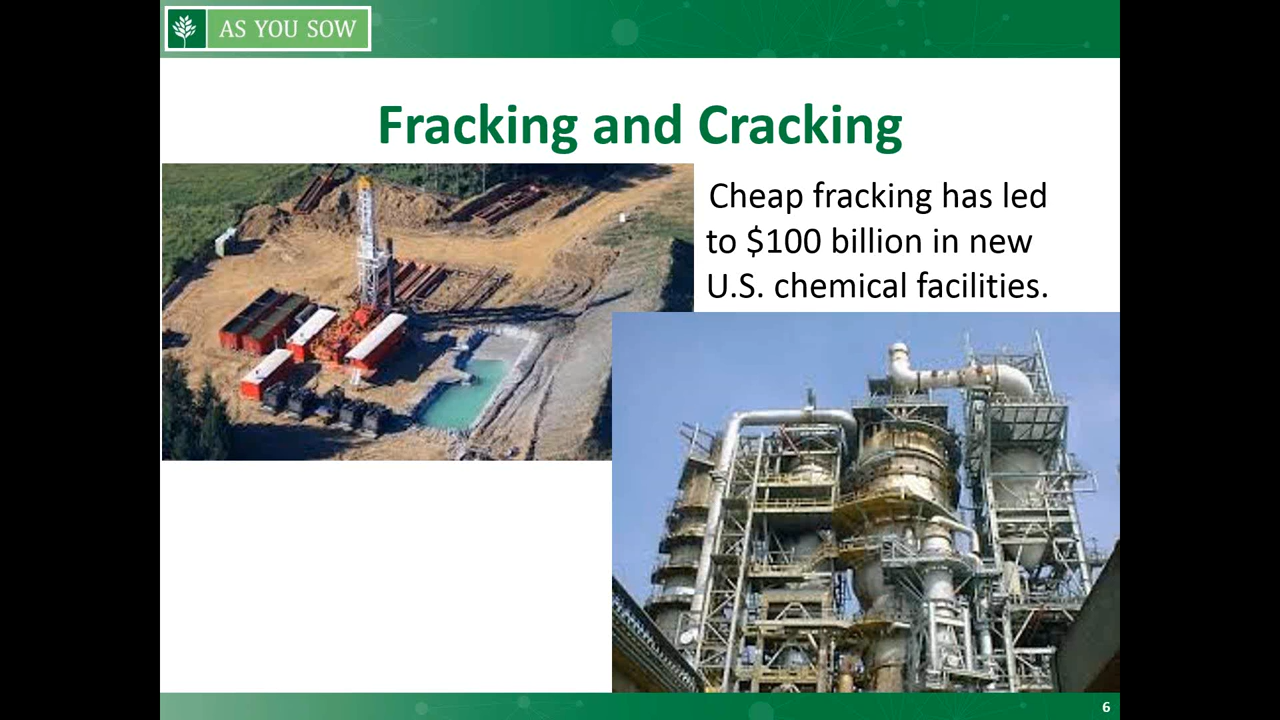 AS YOU SOW
Fracking and Cracking
Cheap fracking has led
to $100 billion in new
U.S. chemical facilities.
6